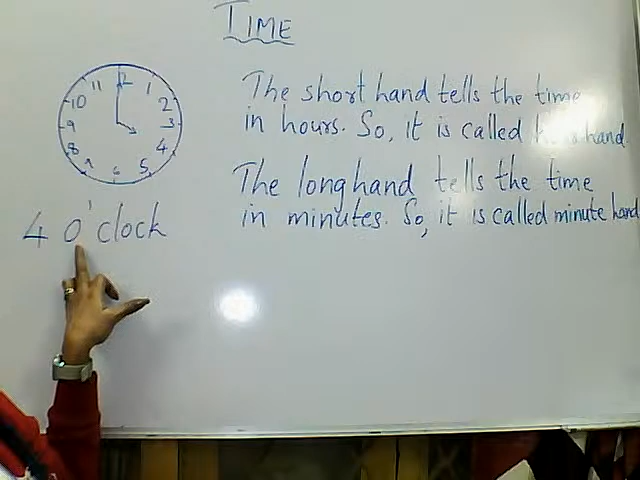 TIME
12
11 1
10 2
9 3
8 4
7 5
6
The short hand tells the time
in hours. So, it is called hand.
The long hand tells the time
in minutes. So, it is called minute hand
4 o'clock